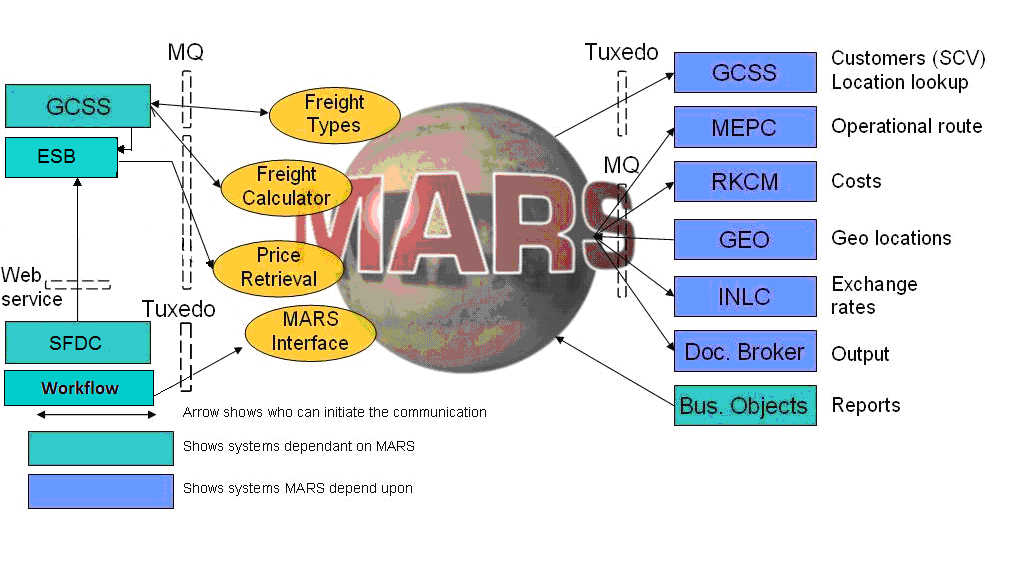 MQ
GCSS
ESB
Web
service
Tuxedo
SFDC
Workflow
Freight
Types
Freight
Calculator
Price
Retrieval
MARS
Interface
MARS
Tuxedo
MQ
GCSS
Customers (SCV)
Location lookup
MEPC
Operational route
RKCM
Costs
GEO
Geo locations
INLC
Exchange
rates
Doc. Broker
Output
Bus. Objects
Reports
Arrow shows who can initiate the communication
Shows systems dependant on MARS
Shows systems MARS depend upon